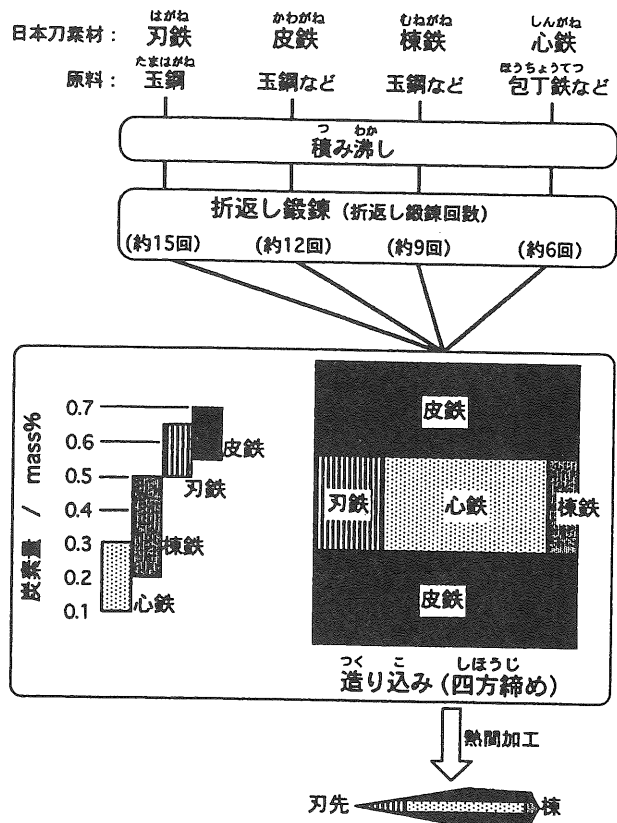 はがね かわがね むねがね しんがね
日本刀素材： 刃鉄 皮鉄 棟鉄 心鉄
たまはがね ほうちょうてつ
原料： 玉鋼 玉鋼など 玉鋼など 包丁鉄など
つ わか
積み沸し
折返し鍛錬（折返し鍛錬回数）
(約15回) (約12回) (約9回) (約6回)
炭素量 / mass%
0.7
0.6
0.5
0.4
0.3
0.2
0.1
皮鉄
刃鉄
棟鉄
心鉄
皮鉄
刃鉄 心鉄 棟鉄
皮鉄
つく こ しほうじ
造り込み（四方締め）
熱間加工
刃先 棟